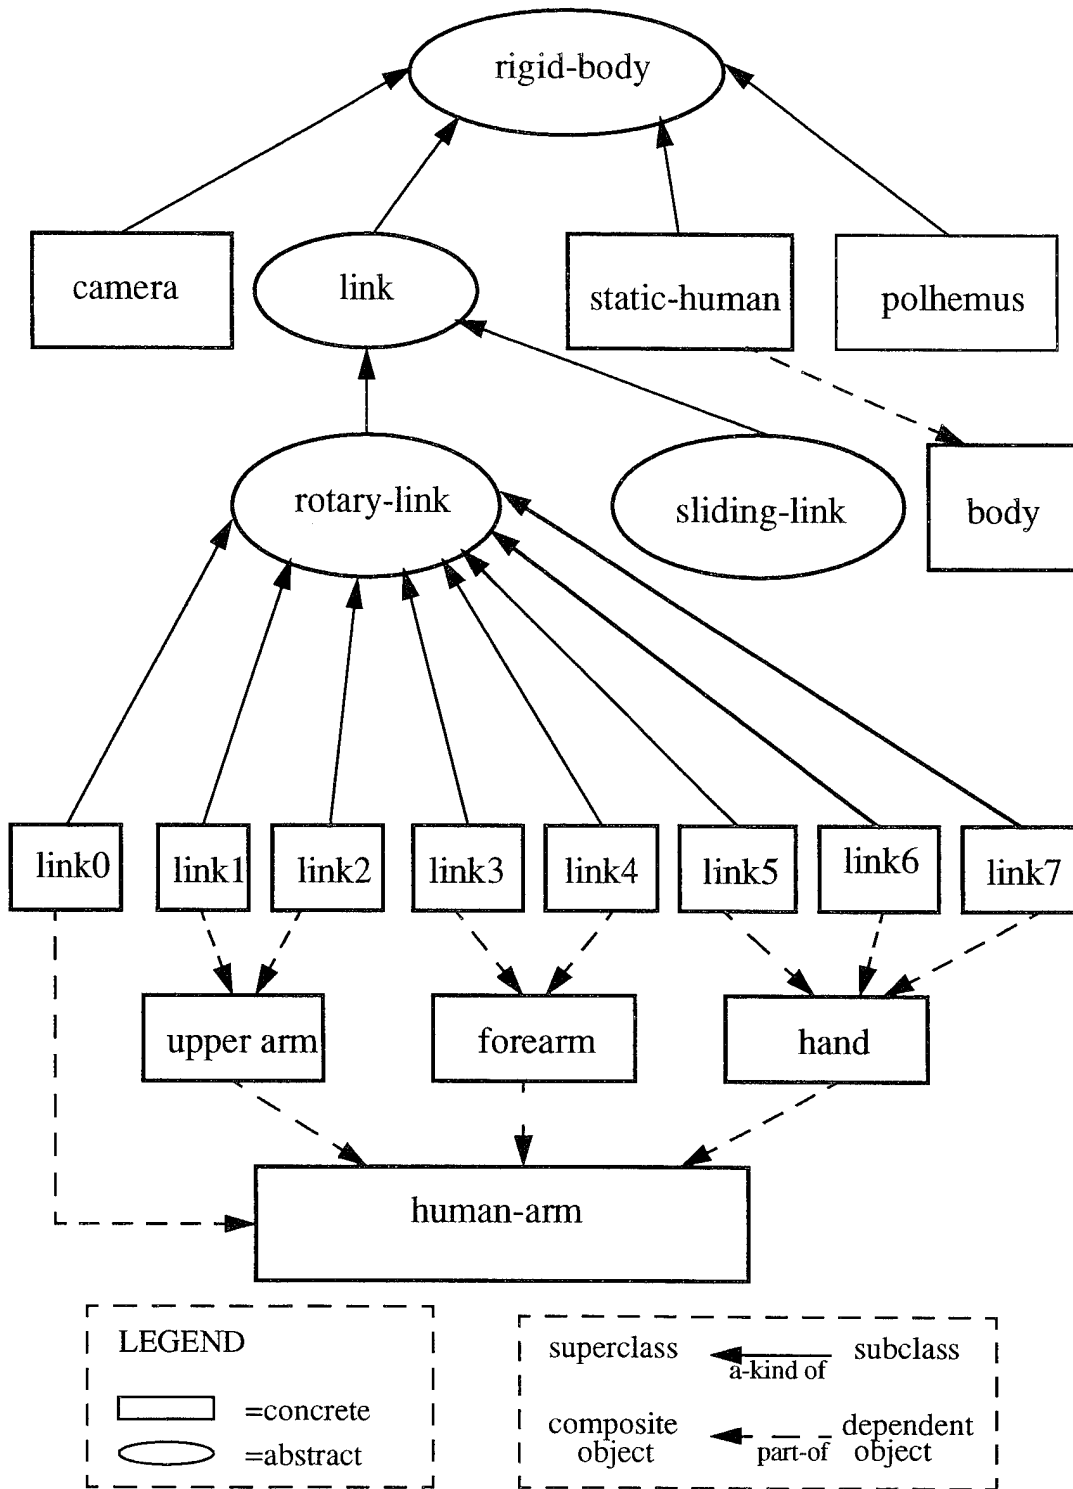 rigid-body
camera
link
static-human
polhemus
rotary-link
sliding-link
body
link0
link1
link2
link3
link4
link5
link6
link7
upper arm
forearm
hand
human-arm
LEGEND
=concrete
=abstract
superclass
a-kind of
subclass
composite
object
part-of
dependent
object